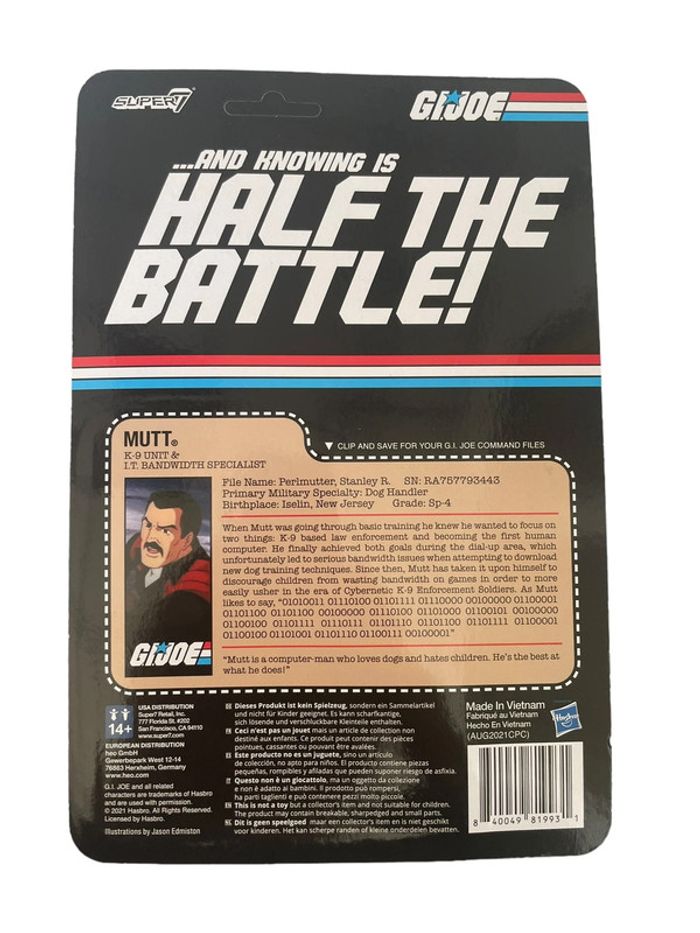 SUPER7
G.I. JOE
...AND KNOWING IS
HALF THE
BATTLE!
MUTT®
K-9 UNIT &
I.T. BANDWIDTH SPECIALIST
▼ CLIP AND SAVE FOR YOUR G.I. JOE COMMAND FILES
File Name: Perlmutter, Stanley R. SN: RA757793443
Primary Military Specialty: Dog Handler
Birthplace: Iselin, New Jersey Grade: Sp-4
When Mutt was going through basic training he knew he wanted to focus on
two things: K-9 based law enforcement and becoming the first human
computer. He finally achieved both goals during the dial-up area, which
unfortunately led to serious bandwidth issues when attempting to download
new dog training techniques. Since then, Mutt has taken it upon himself to
discourage children from wasting bandwidth on games in order to more
easily usher in the era of Cybernetic K-9 Enforcement Soldiers. As Mutt
likes to say, "01010011 01110100 01101111 01110000 00100000 01100001
01101100 01101100 00100000 01110100 01101000 01100101 00100000
01100100 01101111 01110111 01101110 01101100 01101111 01100001
01100100 01101001 01101110 01100111 00100001"
"Mutt is a computer-man who loves dogs and hates children. He's the best at
what he does!"
G.I. JOE
14+
USA DISTRIBUTION
Super7 Retail, Inc.
777 Florida St. #202
San Francisco, CA 94110
www.super7.com
EUROPEAN DISTRIBUTION
heo GmbH
Gewerbepark West 12-14
76863 Herxheim, Germany
www.heo.com
G.I. JOE and all related
characters are trademarks of Hasbro
and are used with permission.
© 2021 Hasbro. All Rights Reserved.
Licensed by Hasbro.
Illustrations by Jason Edmiston
DE Dieses Produkt ist kein Spielzeug, sondern ein Sammelartikel
und nicht für Kinder geeignet. Es kann scharfkantige,
sich lösende und verschluckbare Kleinteile enthalten.
FR Ceci n'est pas un jouet mais un article de collection non
destiné aux enfants. Ce produit peut contenir des pièces
pointues, cassantes ou pouvant être avalées.
ES Este producto no es un juguete, sino un artículo
de colección, no apto para niños. El producto contiene piezas
pequeñas, rompibles y afiladas que pueden suponer riesgo de asfixia.
IT Questo non è un giocattolo, ma un oggetto da collezione
e non è adatto ai bambini. Il prodotto può rompersi,
ha parti taglienti e può contenere pezzi molto piccole.
EN This is not a toy but a collector's item and not suitable for children.
The product may contain breakable, sharpedged and small parts.
NL Dit is geen speelgoed maar een collector's item en is niet geschikt
voor kinderen. Het kan scherpe randen of kleine onderdelen bevatten.
Made In Vietnam
Fabriqué au Vietnam
Hecho En Vietnam
(AUG2021CPC)
Hasbro
8 40049 81993 1